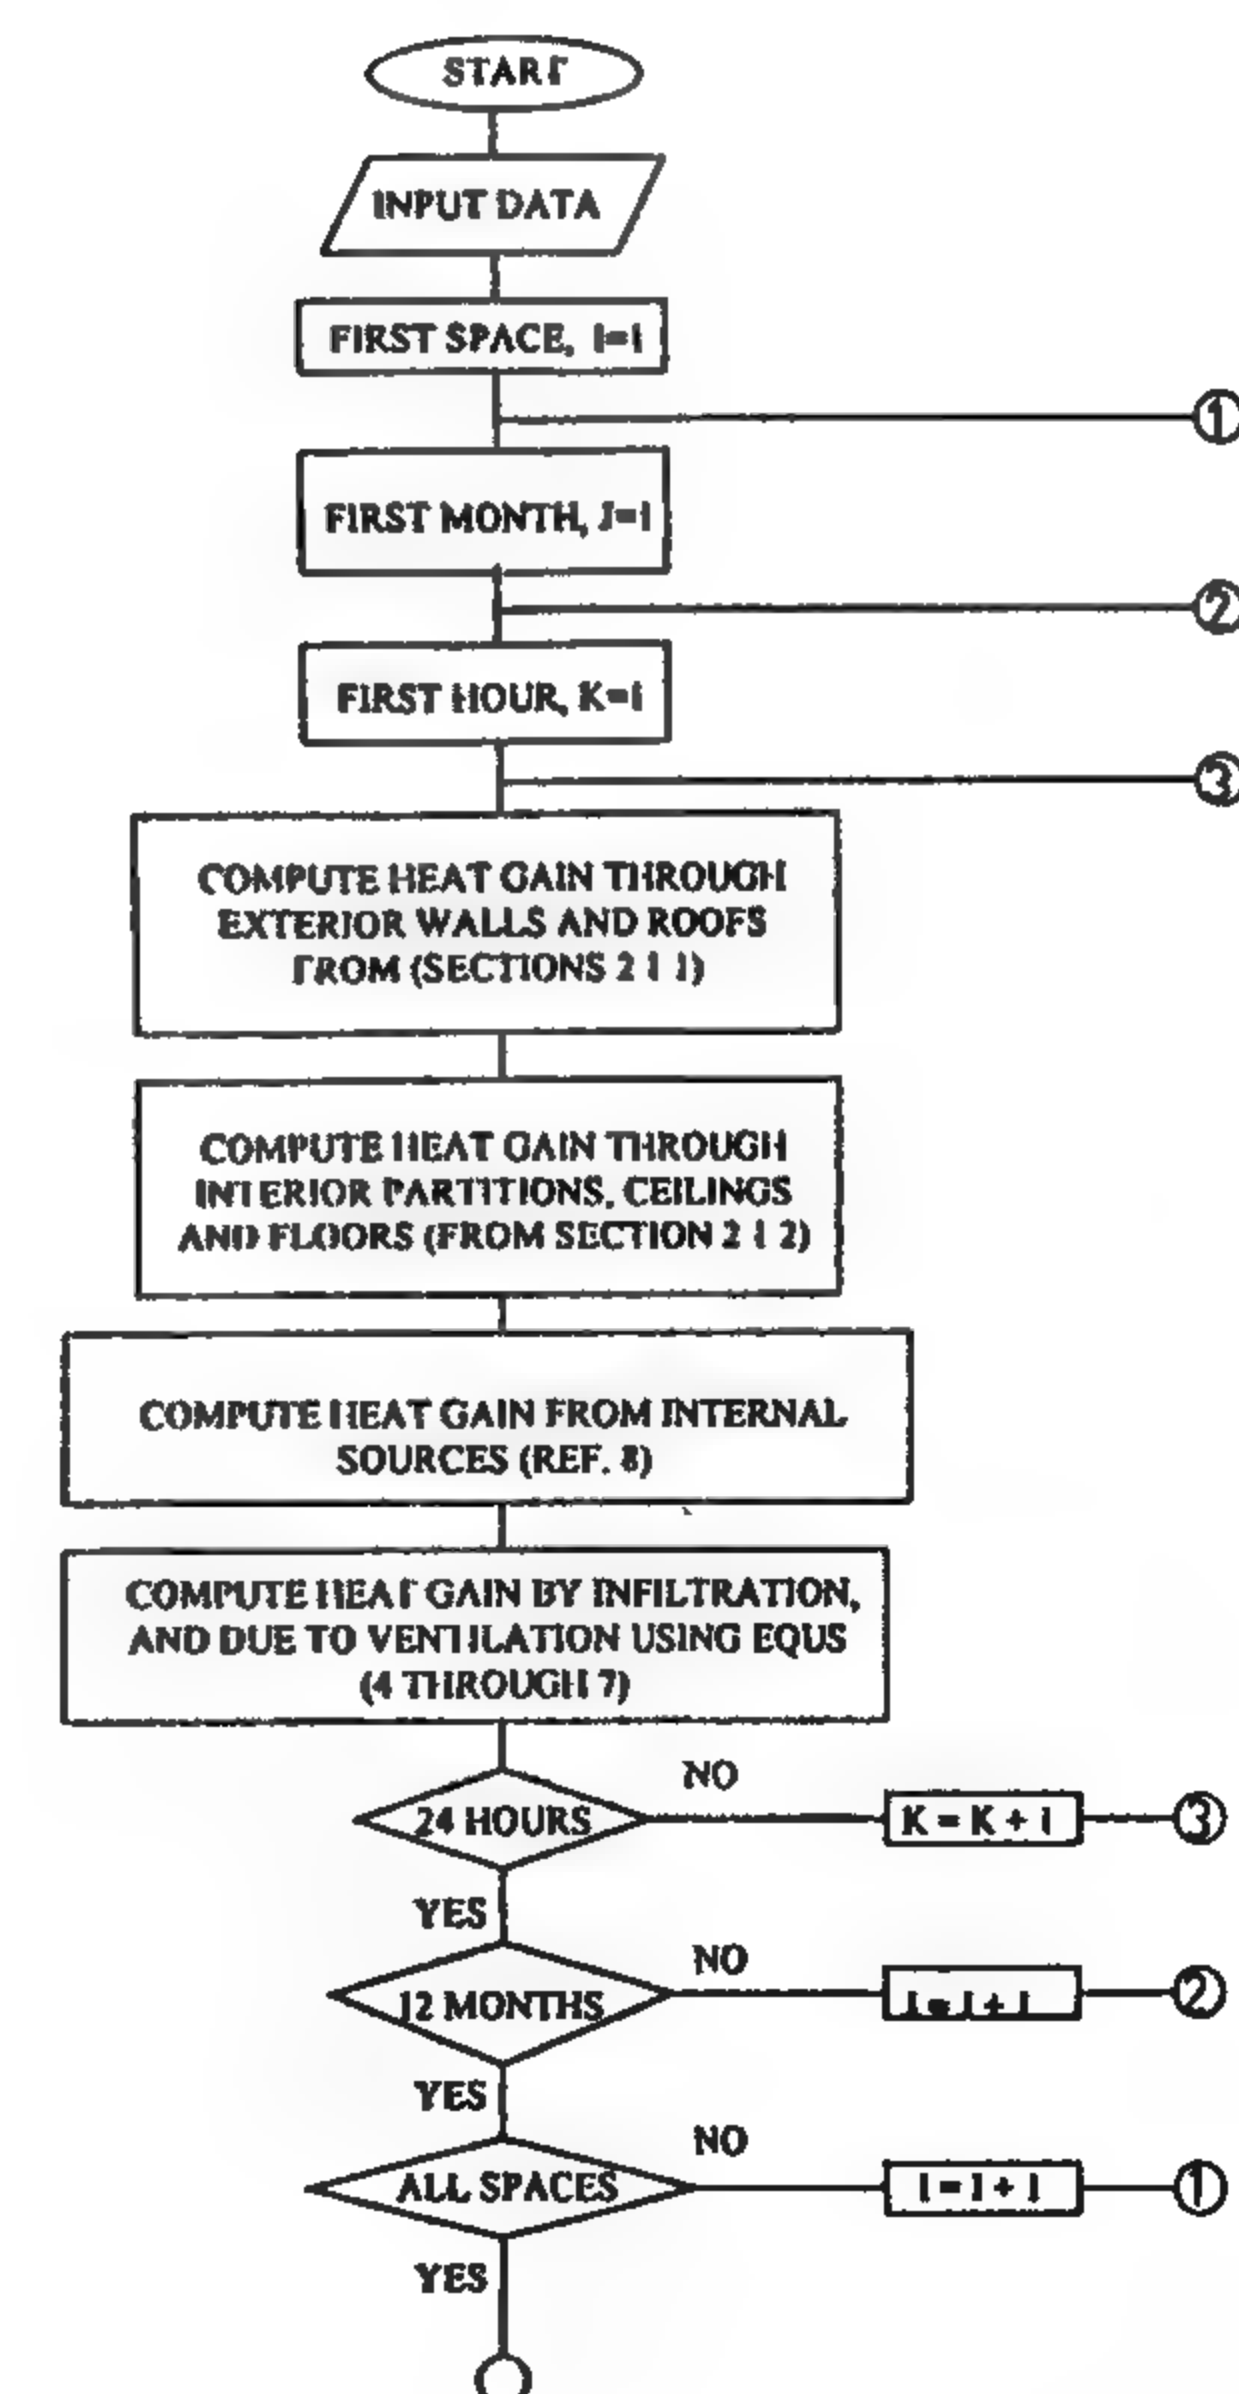 START
INPUT DATA
FIRST SPACE, I=1
1
FIRST MONTH, J=1
2
FIRST HOUR, K=1
3
COMPUTE HEAT GAIN THROUGH
EXTERIOR WALLS AND ROOFS
FROM (SECTIONS 2 1 1)
COMPUTE HEAT GAIN THROUGH
INTERIOR PARTITIONS, CEILINGS
AND FLOORS (FROM SECTION 2 1 2)
COMPUTE HEAT GAIN FROM INTERNAL
SOURCES (REF. 8)
COMPUTE HEAT GAIN BY INFILTRATION,
AND DUE TO VENTILATION USING EQUS
(4 THROUGH 7)
24 HOURS
NO
K = K + 1
3
YES
12 MONTHS
NO
J = J + 1
2
YES
ALL SPACES
NO
I = I + 1
1
YES